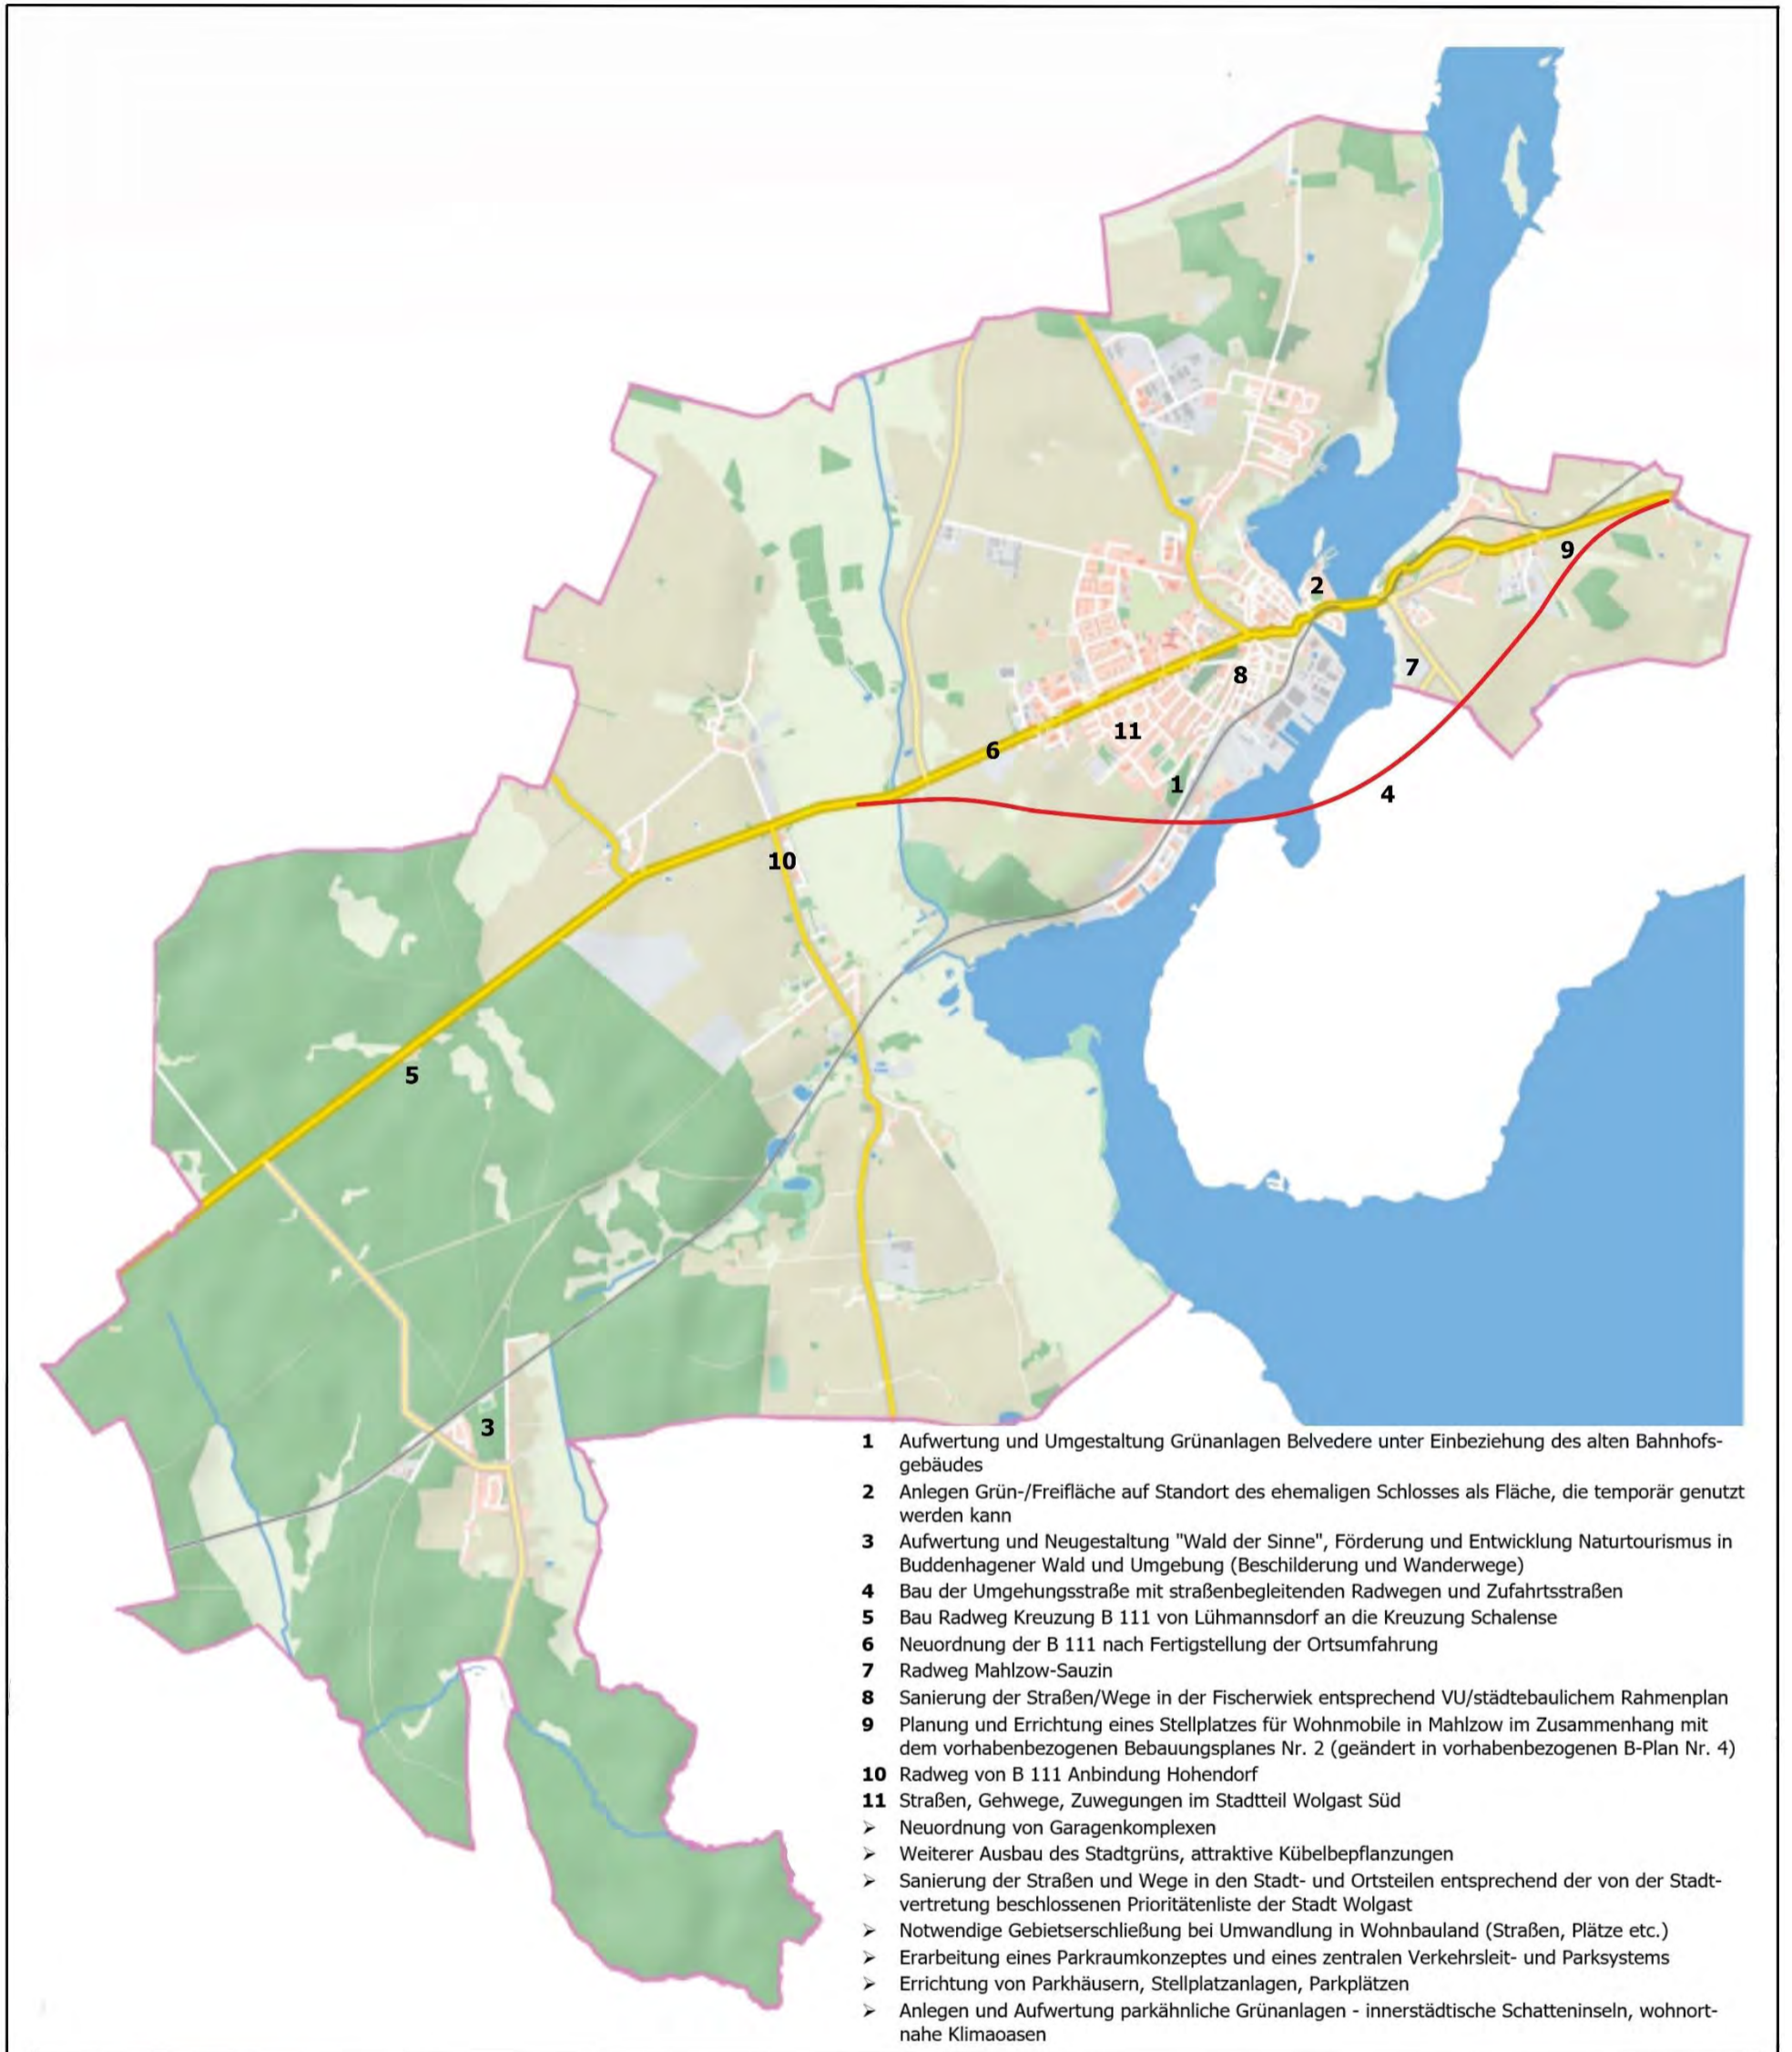 2
9
7
8
11
6
1
4
10
5
3
1 Aufwertung und Umgestaltung Grünanlagen Belvedere unter Einbeziehung des alten Bahnhofs-
gebäudes
2 Anlegen Grün-/Freifläche auf Standort des ehemaligen Schlosses als Fläche, die temporär genutzt
werden kann
3 Aufwertung und Neugestaltung "Wald der Sinne", Förderung und Entwicklung Naturtourismus in
Buddenhagener Wald und Umgebung (Beschilderung und Wanderwege)
4 Bau der Umgehungsstraße mit straßenbegleitenden Radwegen und Zufahrtsstraßen
5 Bau Radweg Kreuzung B 111 von Lühmannsdorf an die Kreuzung Schalense
6 Neuordnung der B 111 nach Fertigstellung der Ortsumfahrung
7 Radweg Mahlzow-Sauzin
8 Sanierung der Straßen/Wege in der Fischerwiek entsprechend VU/städtebaulichem Rahmenplan
9 Planung und Errichtung eines Stellplatzes für Wohnmobile in Mahlzow im Zusammenhang mit
dem vorhabenbezogenen Bebauungsplanes Nr. 2 (geändert in vorhabenbezogenen B-Plan Nr. 4)
10 Radweg von B 111 Anbindung Hohendorf
11 Straßen, Gehwege, Zuwegungen im Stadtteil Wolgast Süd
➢ Neuordnung von Garagenkomplexen
➢ Weiterer Ausbau des Stadtgrüns, attraktive Kübelbepflanzungen
➢ Sanierung der Straßen und Wege in den Stadt- und Ortsteilen entsprechend der von der Stadt-
vertretung beschlossenen Prioritätenliste der Stadt Wolgast
➢ Notwendige Gebietserschließung bei Umwandlung in Wohnbauland (Straßen, Plätze etc.)
➢ Erarbeitung eines Parkraumkonzeptes und eines zentralen Verkehrsleit- und Parksystems
➢ Errichtung von Parkhäusern, Stellplatzanlagen, Parkplätzen
➢ Anlegen und Aufwertung parkähnliche Grünanlagen - innerstädtische Schatteninseln, wohnort-
nahe Klimaoasen